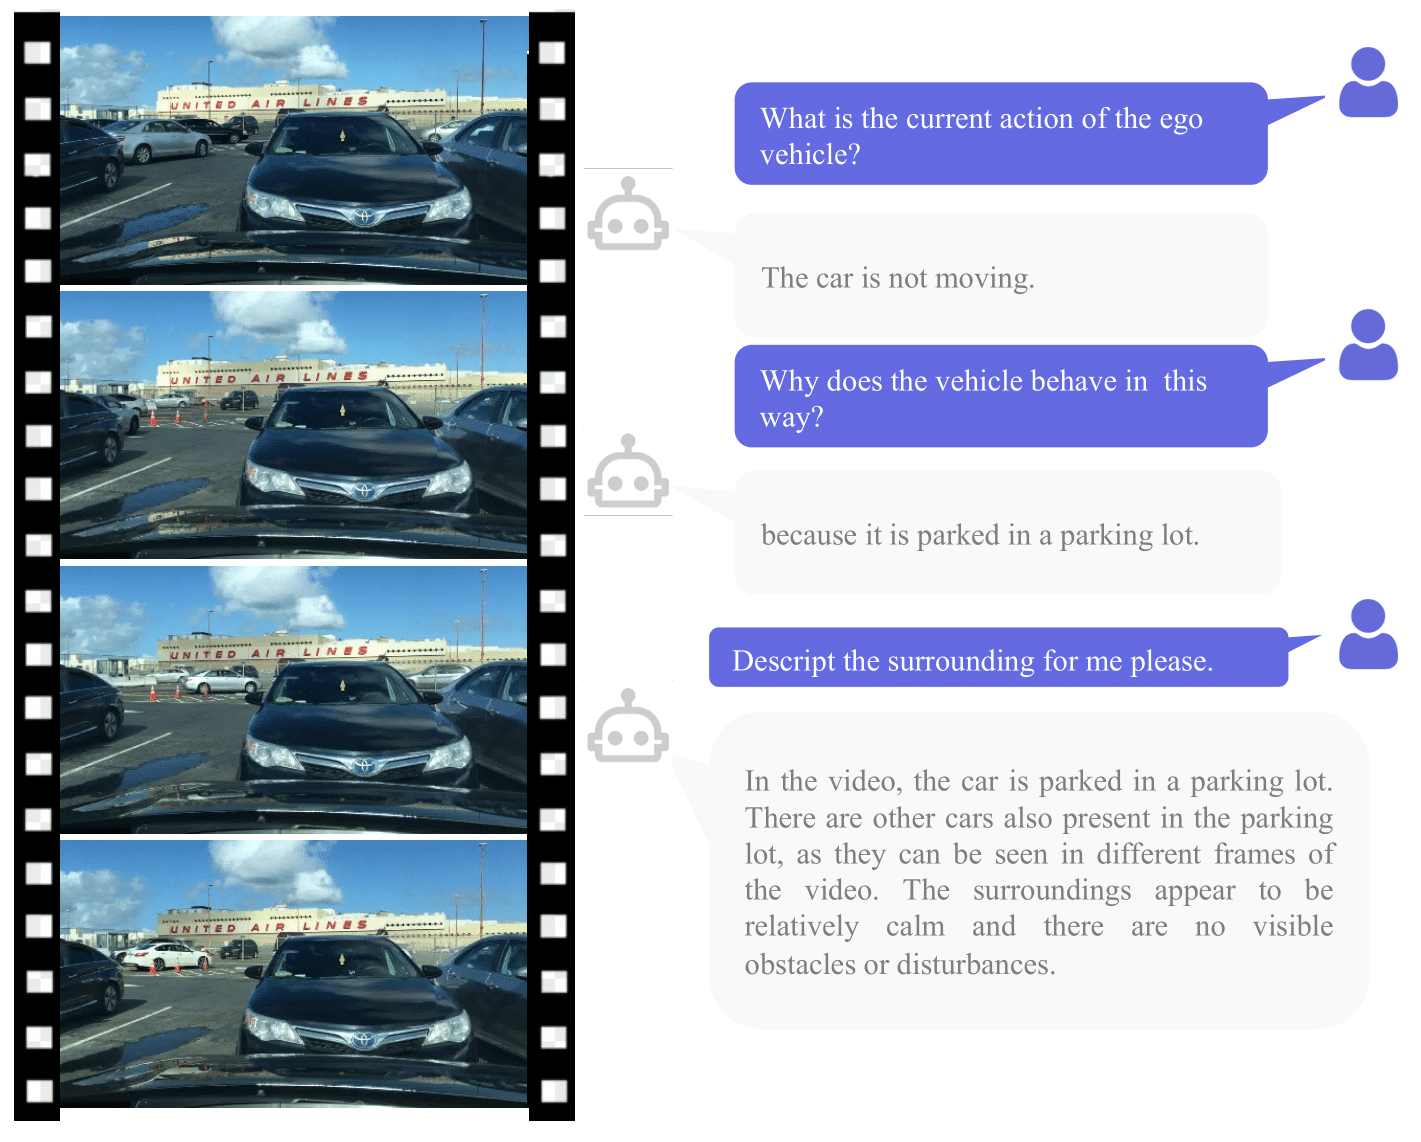 UNITED AIR LINES
UNITED AIR LINES
UNITED AIR LINES
UNITED AIR LINES
What is the current action of the ego
vehicle?
The car is not moving.
Why does the vehicle behave in this
way?
because it is parked in a parking lot.
Descript the surrounding for me please.
In the video, the car is parked in a parking lot.
There are other cars also present in the parking
lot, as they can be seen in different frames of
the video. The surroundings appear to be
relatively calm and there are no visible
obstacles or disturbances.